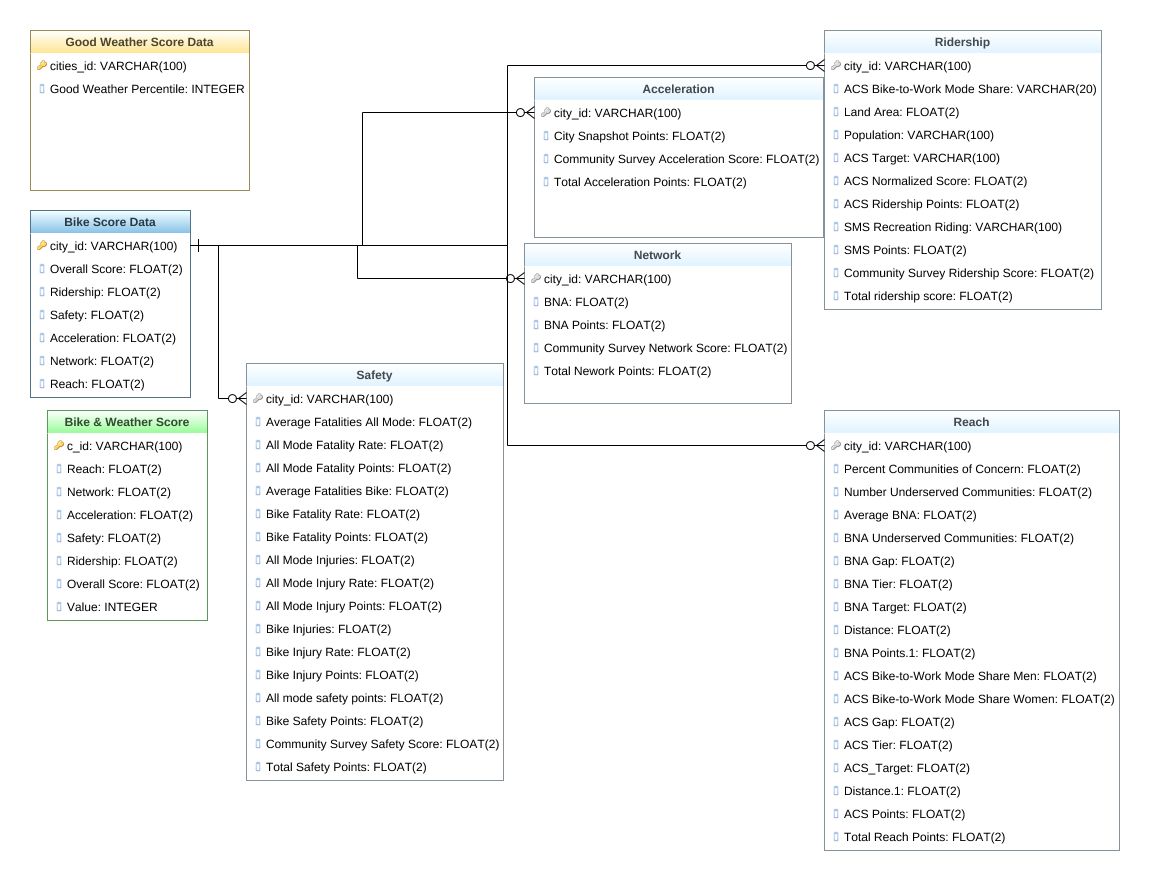 Good Weather Score Data
cities_id: VARCHAR(100)
Good Weather Percentile: INTEGER
Bike Score Data
city_id: VARCHAR(100)
Overall Score: FLOAT(2)
Ridership: FLOAT(2)
Safety: FLOAT(2)
Acceleration: FLOAT(2)
Network: FLOAT(2)
Reach: FLOAT(2)
Bike & Weather Score
c_id: VARCHAR(100)
Reach: FLOAT(2)
Network: FLOAT(2)
Acceleration: FLOAT(2)
Safety: FLOAT(2)
Ridership: FLOAT(2)
Overall Score: FLOAT(2)
Value: INTEGER
Safety
city_id: VARCHAR(100)
Average Fatalities All Mode: FLOAT(2)
All Mode Fatality Rate: FLOAT(2)
All Mode Fatality Points: FLOAT(2)
Average Fatalities Bike: FLOAT(2)
Bike Fatality Rate: FLOAT(2)
Bike Fatality Points: FLOAT(2)
All Mode Injuries: FLOAT(2)
All Mode Injury Rate: FLOAT(2)
All Mode Injury Points: FLOAT(2)
Bike Injuries: FLOAT(2)
Bike Injury Rate: FLOAT(2)
Bike Injury Points: FLOAT(2)
All mode safety points: FLOAT(2)
Bike Safety Points: FLOAT(2)
Community Survey Safety Score: FLOAT(2)
Total Safety Points: FLOAT(2)
Acceleration
city_id: VARCHAR(100)
City Snapshot Points: FLOAT(2)
Community Survey Acceleration Score: FLOAT(2)
Total Acceleration Points: FLOAT(2)
Network
city_id: VARCHAR(100)
BNA: FLOAT(2)
BNA Points: FLOAT(2)
Community Survey Network Score: FLOAT(2)
Total Nework Points: FLOAT(2)
Ridership
city_id: VARCHAR(100)
ACS Bike-to-Work Mode Share: VARCHAR(20)
Land Area: FLOAT(2)
Population: VARCHAR(100)
ACS Target: VARCHAR(100)
ACS Normalized Score: FLOAT(2)
ACS Ridership Points: FLOAT(2)
SMS Recreation Riding: VARCHAR(100)
SMS Points: FLOAT(2)
Community Survey Ridership Score: FLOAT(2)
Total ridership score: FLOAT(2)
Reach
city_id: VARCHAR(100)
Percent Communities of Concern: FLOAT(2)
Number Underserved Communities: FLOAT(2)
Average BNA: FLOAT(2)
BNA Underserved Communities: FLOAT(2)
BNA Gap: FLOAT(2)
BNA Tier: FLOAT(2)
BNA Target: FLOAT(2)
Distance: FLOAT(2)
BNA Points.1: FLOAT(2)
ACS Bike-to-Work Mode Share Men: FLOAT(2)
ACS Bike-to-Work Mode Share Women: FLOAT(2)
ACS Gap: FLOAT(2)
ACS Tier: FLOAT(2)
ACS_Target: FLOAT(2)
Distance.1: FLOAT(2)
ACS Points: FLOAT(2)
Total Reach Points: FLOAT(2)